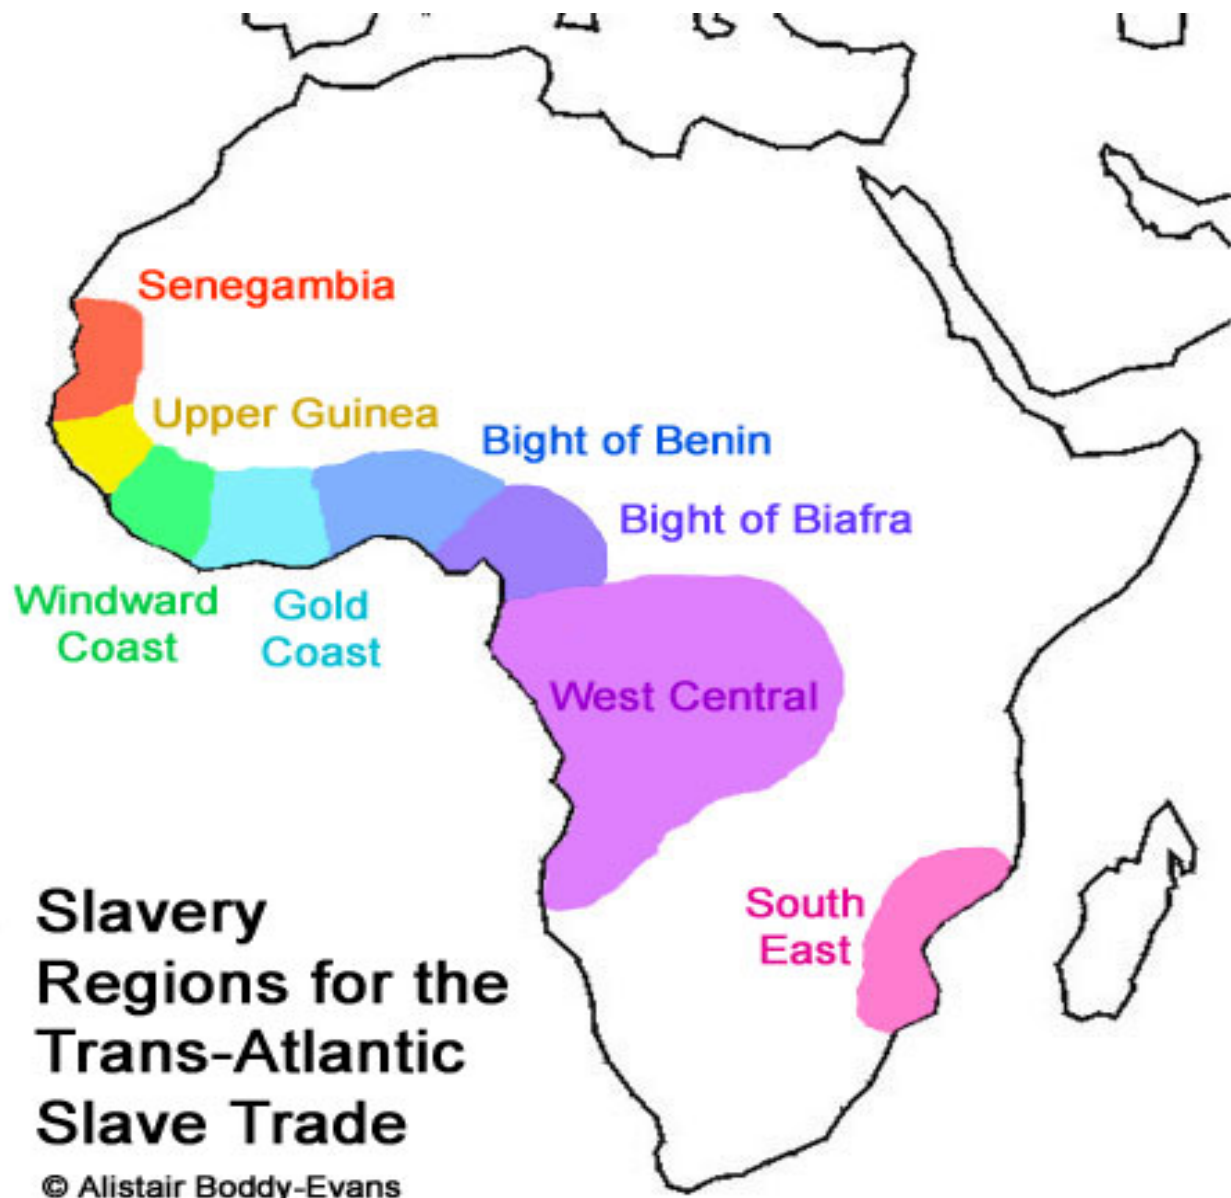 Senegambia
Upper Guinea
Bight of Benin
Bight of Biafra
Windward
Coast
Gold
Coast
West Central
South
East
Slavery
Regions for the
Trans-Atlantic
Slave Trade
© Alistair Boddy-Evans